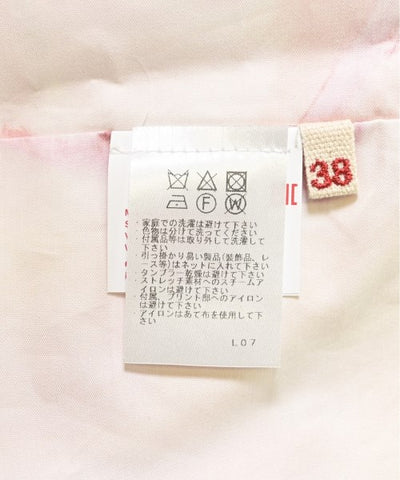 38
F W
・家庭での洗濯は避けて下さい
・色物は分けて洗ってください
・付属品等は取り外して洗濯して
下さい
・引っ掛かり易い製品(装飾品、レ
ース等)はネットに入れて下さい
・タンブラー乾燥は避けて下さい
・ストレッチ素材へのスチームア
イロンは避けて下さい
・付属、プリント部へのアイロン
は避けて下さい
・アイロンはあて布を使用して下
さい
L07